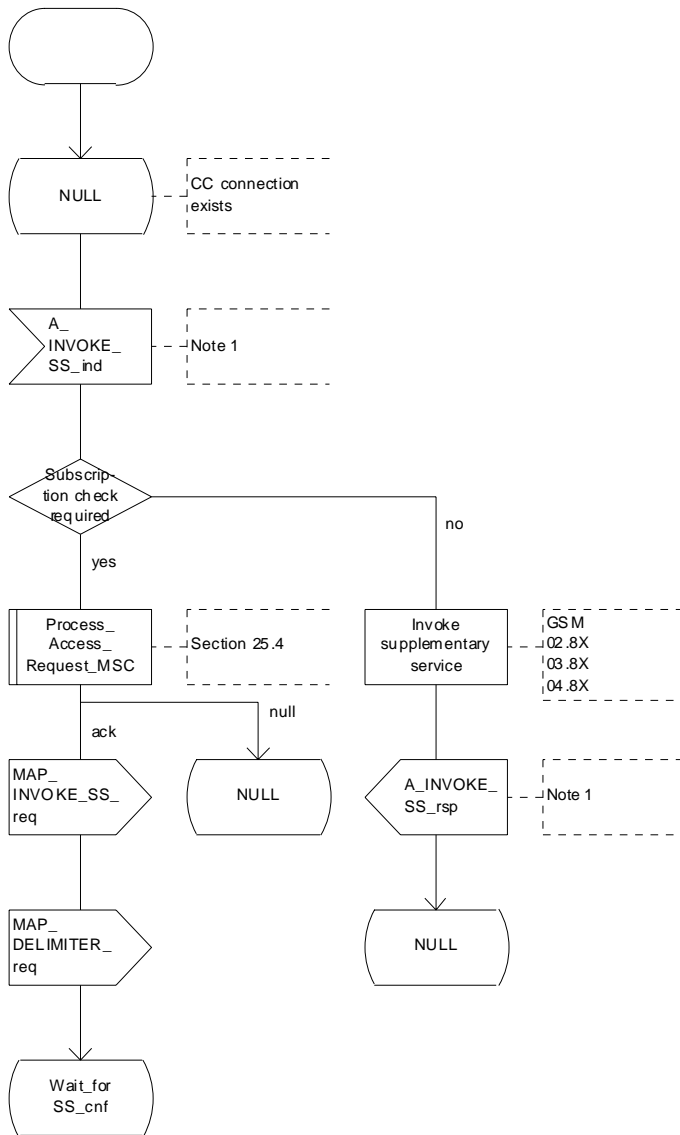 NULL
CC connection
exists
A_
INVOKE_
SS_ind
Note 1
Subscrip-
tion check
required
no
yes
Process_
Access_
Request_MSC
Section 25.4
Invoke
supplementary
service
GSM
02.8X
03.8X
04.8X
null
ack
MAP_
INVOKE_SS_
req
NULL
A_INVOKE_
SS_rsp
Note 1
MAP_
DELIMITER_
req
NULL
Wait_for
SS_cnf